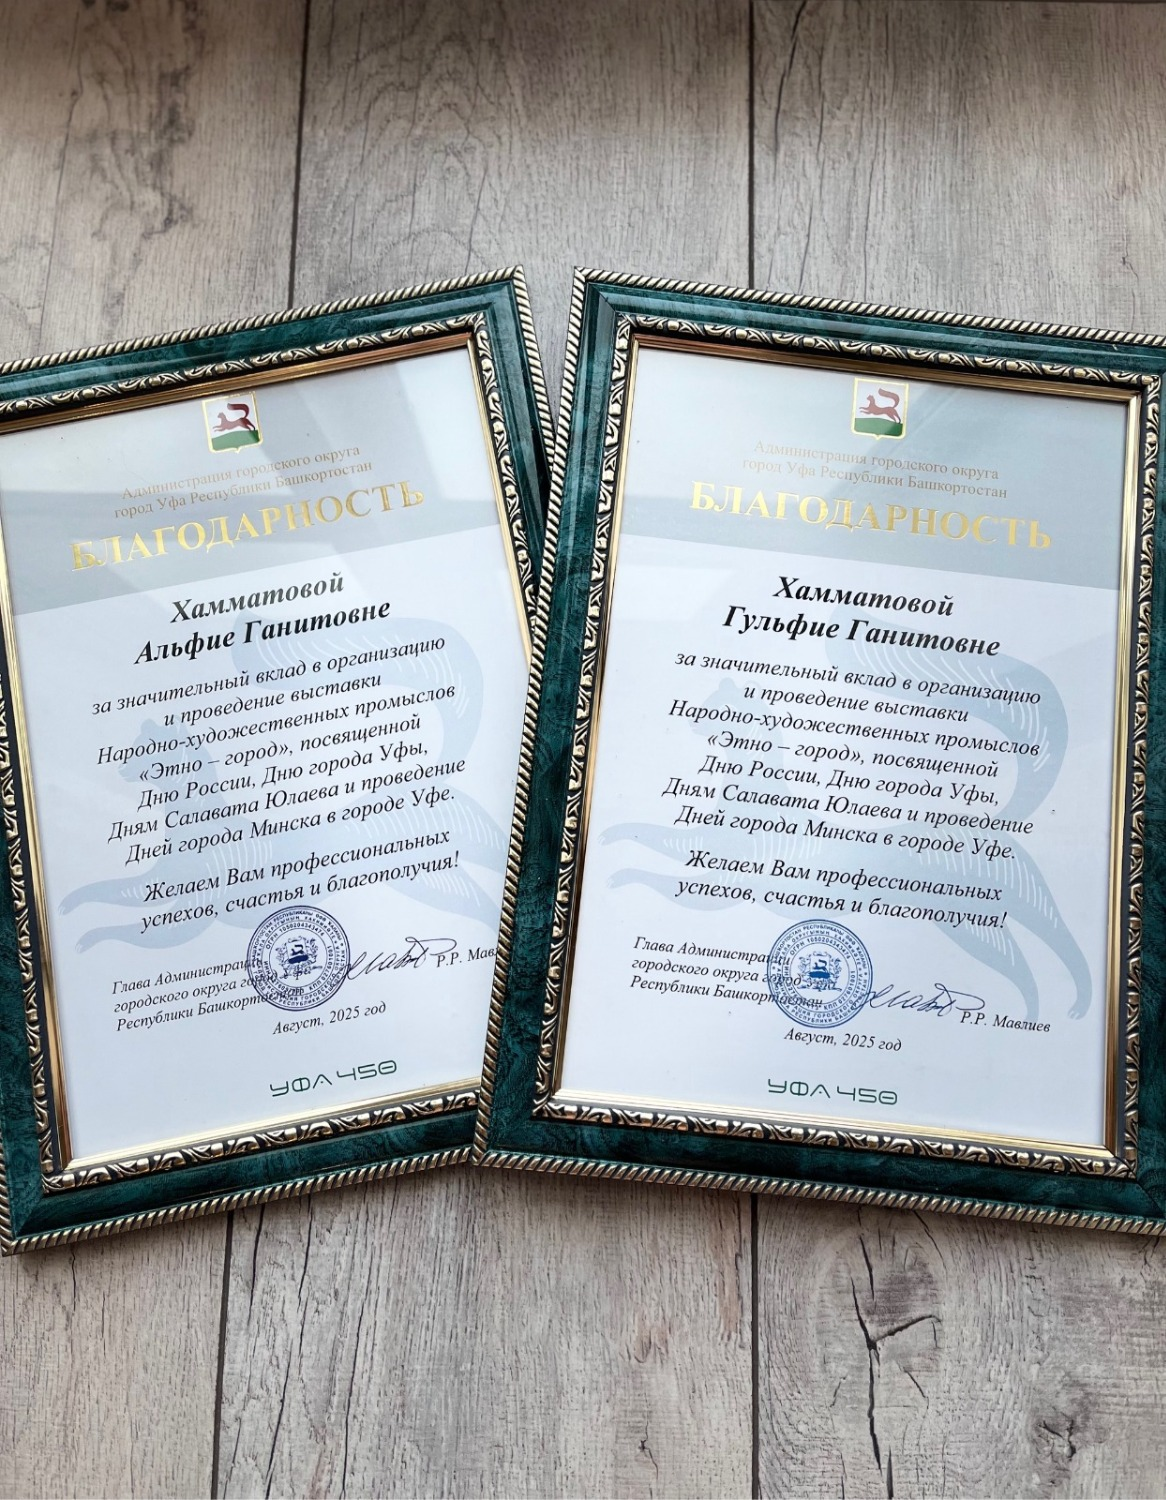 Администрация городского округа
город Уфа Республики Башкортостан
БЛАГОДАРНОСТЬ
Хамматовой
Альфие Ганитовне
за значительный вклад в организацию
и проведение выставки
Народно-художественных промыслов
«Этно – город», посвященной
Дню России, Дню города Уфы,
Дням Салавата Юлаева и проведение
Дней города Минска в городе Уфе.
Желаем Вам профессиональных
успехов, счастья и благополучия!
Глава Администрации
городского округа город
Республики Башкортостан
Р.Р. Мавл
Август, 2025 год
УФА 450
Администрация городского округа
город Уфа Республики Башкортостан
БЛАГОДАРНОСТЬ
Хамматовой
Гульфие Ганитовне
за значительный вклад в организацию
и проведение выставки
Народно-художественных промыслов
«Этно – город», посвященной
Дню России, Дню города Уфы,
Дням Салавата Юлаева и проведение
Дней города Минска в городе Уфе.
Желаем Вам профессиональных
успехов, счастья и благополучия!
Глава Администрации
городского округа город
Республики Башкортостан
Р.Р. Мавлиев
Август, 2025 год
УФА 450